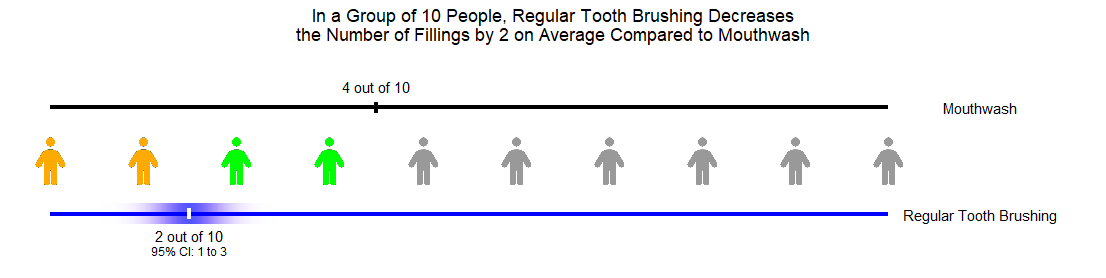 In a Group of 10 People, Regular Tooth Brushing Decreases
the Number of Fillings by 2 on Average Compared to Mouthwash
4 out of 10
Mouthwash
Regular Tooth Brushing
2 out of 10
95% CI: 1 to 3